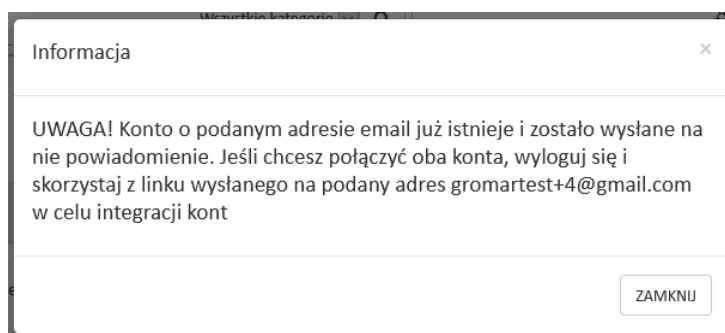 Wszystkie kategorie
Informacja
×
UWAGA! Konto o podanym adresie email już istnieje i zostało wysłane na
nie powiadomienie. Jeśli chcesz połączyć oba konta, wyloguj się i
skorzystaj z linku wysłanego na podany adres gromartest+4@gmail.com
w celu integracji kont
ZAMKNIJ